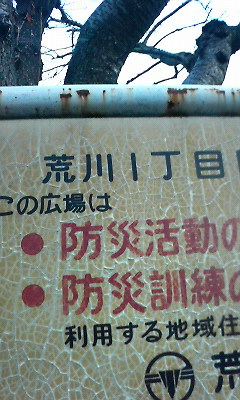 荒川1丁目
この広場は
●防災活動の
●防災訓練の
利用する地域住
荒